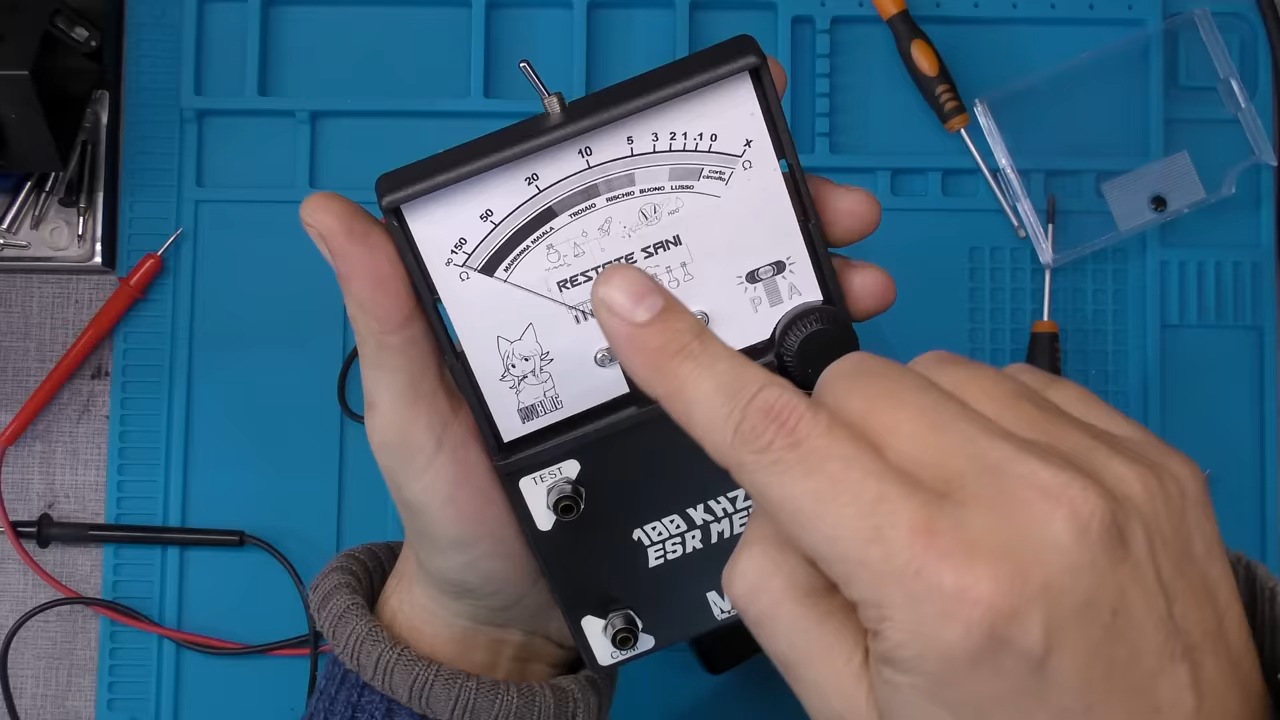 ∞ 150 50 20 10 5 3 2 1 .1 0 X
Ω Ω
MAREMMA MAIALA TROIAIO RISCHIO BUONO LUSSO corto
circuito
H2O
RESTATE SANI
P A
MVVBLOG
TEST
100 KHZ
ESR ME
COM